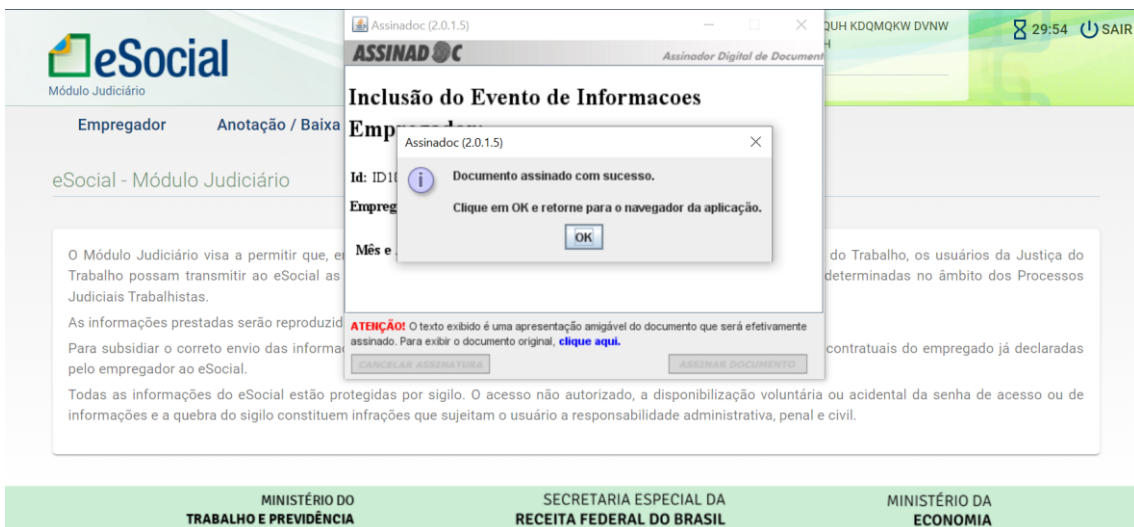 eSocial
Módulo Judiciário
Assinadoc (2.0.1.5)
QUH KDQMQKW DVNW
29:54 SAIR
ASSINADOC
Assinador Digital de Document
Empregador Anotação / Baixa
Inclusão do Evento de Informacoes
Assinadoc (2.0.1.5)
eSocial - Módulo Judiciário
Id:
Documento assinado com sucesso.
Clique em OK e retorne para o navegador da aplicação.
OK
Mês e
O Módulo Judiciário visa a permitir que, do Trabalho, os usuários da Justiça do
Trabalho possam transmitir ao eSocial as determinadas no âmbito dos Processos
Judiciais Trabalhistas.
As informações prestadas serão
ATENÇÃO! O texto exibido é uma apresentação amigável do documento que será efetivamente
assinado. Para exibir o documento original, clique aqui.
Para subsidiar o correto envio das contratuais do empregado já declaradas
pelo empregador ao eSocial.
CANCELAR ASSINATURA ASSINAR DOCUMENTO
Todas as informações do eSocial estão protegidas por sigilo. O acesso não autorizado, a disponibilização voluntária ou acidental da senha de acesso ou de
informações e a quebra do sigilo constituem infrações que sujeitam o usuário a responsabilidade administrativa, penal e civil.
MINISTÉRIO DO
TRABALHO E PREVIDÊNCIA
SECRETARIA ESPECIAL DA
RECEITA FEDERAL DO BRASIL
MINISTÉRIO DA
ECONOMIA